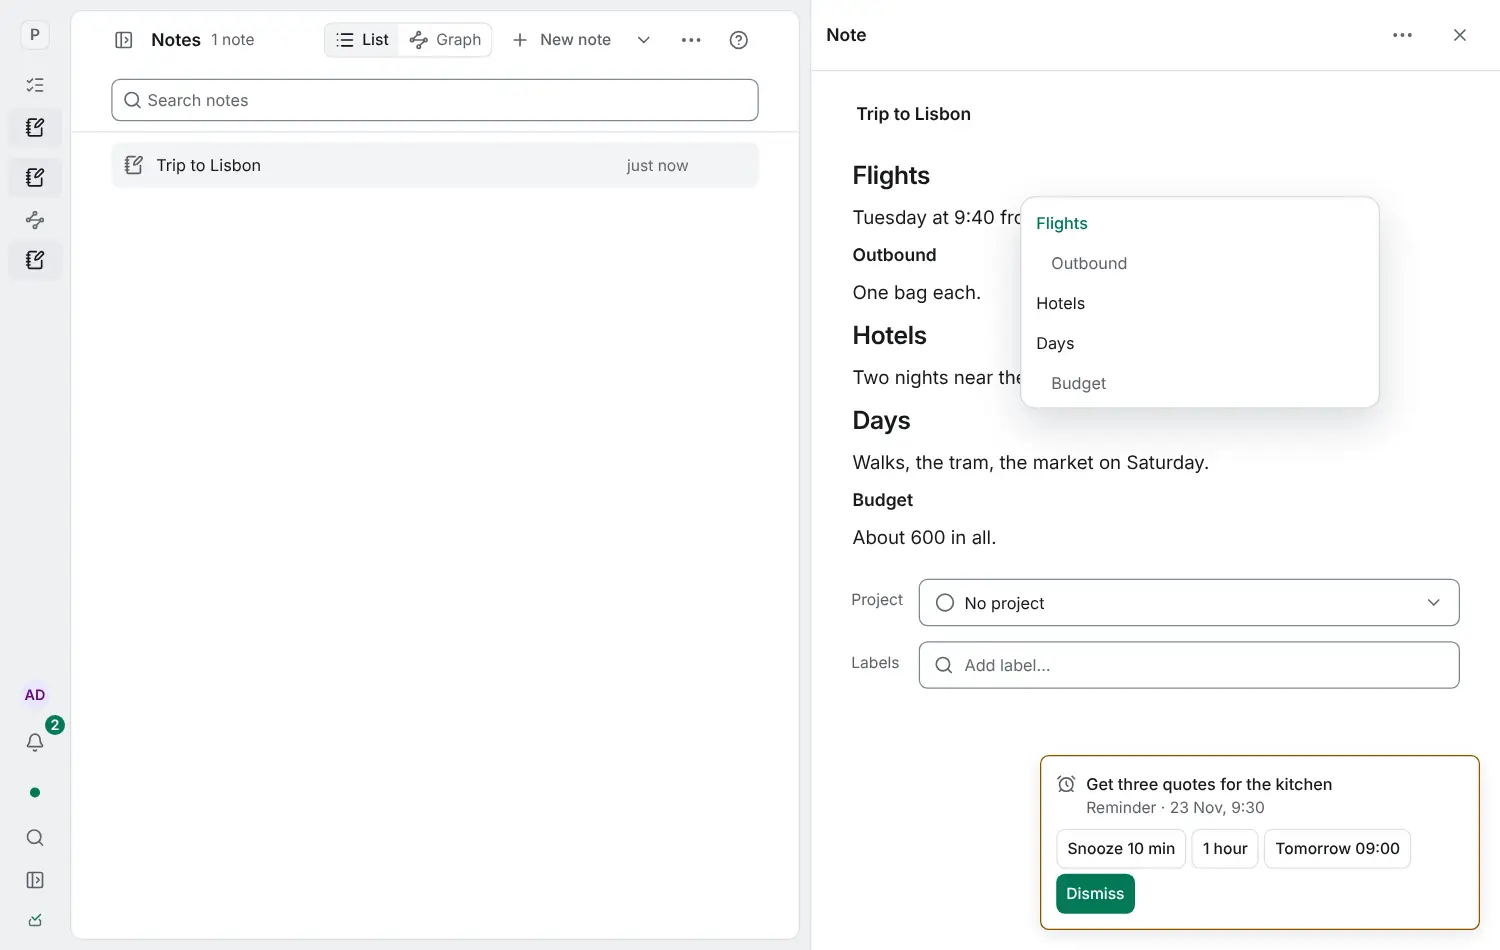 P
Notes 1 note
List
Graph
New note
Search notes
Trip to Lisbon just now
AD
2
Note
Trip to Lisbon
Flights
Tuesday at 9:40
Outbound
One bag each.
Hotels
Two nights near
Days
Walks, the tram, the market on Saturday.
Budget
About 600 in all.
Flights
Outbound
Hotels
Days
Budget
Project No project
Labels Add label...
Get three quotes for the kitchen
Reminder · 23 Nov, 9:30
Snooze 10 min 1 hour Tomorrow 09:00
Dismiss